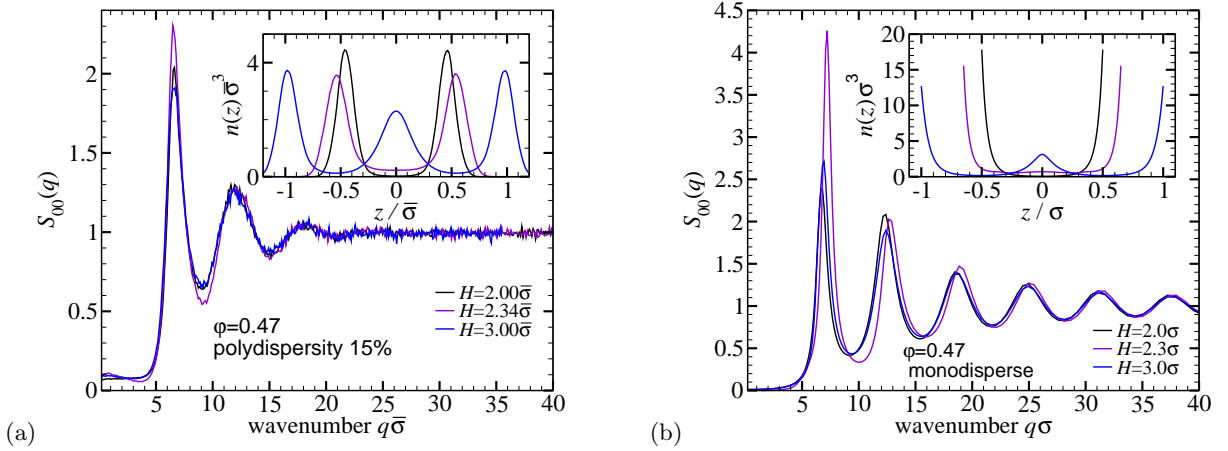 2
1.5
1
0.5
0
S₀₀(q)
5 10 15 20 25 30 35 40
wavenumber qσ̅
4
2
0
n(z)σ̅³
-1 -0.5 0 0.5 1
z / σ̅
H=2.00σ̅
H=2.34σ̅
H=3.00σ̅
φ=0.47
polydispersity 15%
(a)
4.5
4
3.5
3
2.5
2
1.5
1
0.5
0
S₀₀(q)
5 10 15 20 25 30 35 40
wavenumber qσ
20
15
10
5
0
n(z)σ³
-1 -0.5 0 0.5 1
z / σ
H=2.0σ
H=2.3σ
H=3.0σ
φ=0.47
monodisperse
(b)